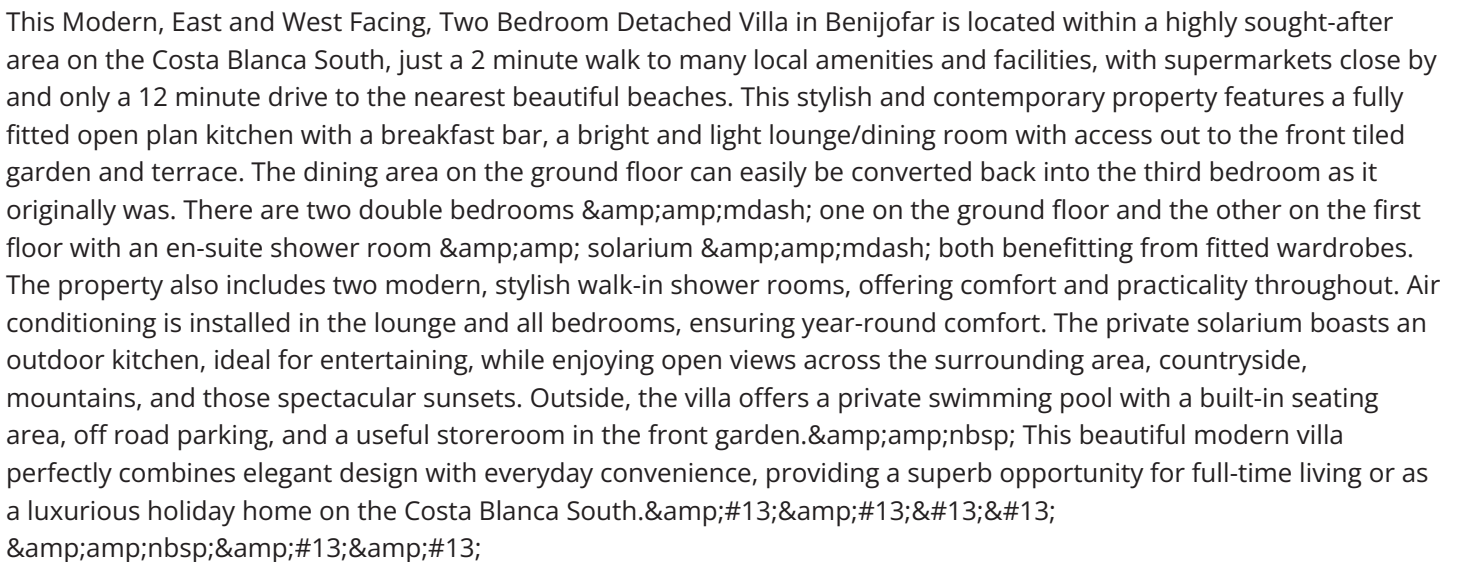 This Modern, East and West Facing, Two Bedroom Detached Villa in Benijofar is located within a highly sought-after
area on the Costa Blanca South, just a 2 minute walk to many local amenities and facilities, with supermarkets close by
and only a 12 minute drive to the nearest beautiful beaches. This stylish and contemporary property features a fully
fitted open plan kitchen with a breakfast bar, a bright and light lounge/dining room with access out to the front tiled
garden and terrace. The dining area on the ground floor can easily be converted back into the third bedroom as it
originally was. There are two double bedrooms &amp;amp;mdash; one on the ground floor and the other on the first
floor with an en-suite shower room &amp;amp; solarium &amp;amp;mdash; both benefitting from fitted wardrobes.
The property also includes two modern, stylish walk-in shower rooms, offering comfort and practicality throughout. Air
conditioning is installed in the lounge and all bedrooms, ensuring year-round comfort. The private solarium boasts an
outdoor kitchen, ideal for entertaining, while enjoying open views across the surrounding area, countryside,
mountains, and those spectacular sunsets. Outside, the villa offers a private swimming pool with a built-in seating
area, off road parking, and a useful storeroom in the front garden.&amp;amp;nbsp; This beautiful modern villa
perfectly combines elegant design with everyday convenience, providing a superb opportunity for full-time living or as
a luxurious holiday home on the Costa Blanca South.&amp;#13;&amp;#13;&#13;&#13;
&amp;amp;nbsp;&amp;#13;&amp;#13;